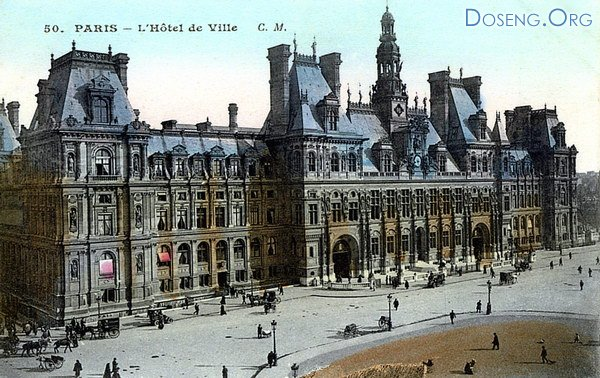 50. PARIS — L'Hôtel de Ville C. M.
Doseng.Org